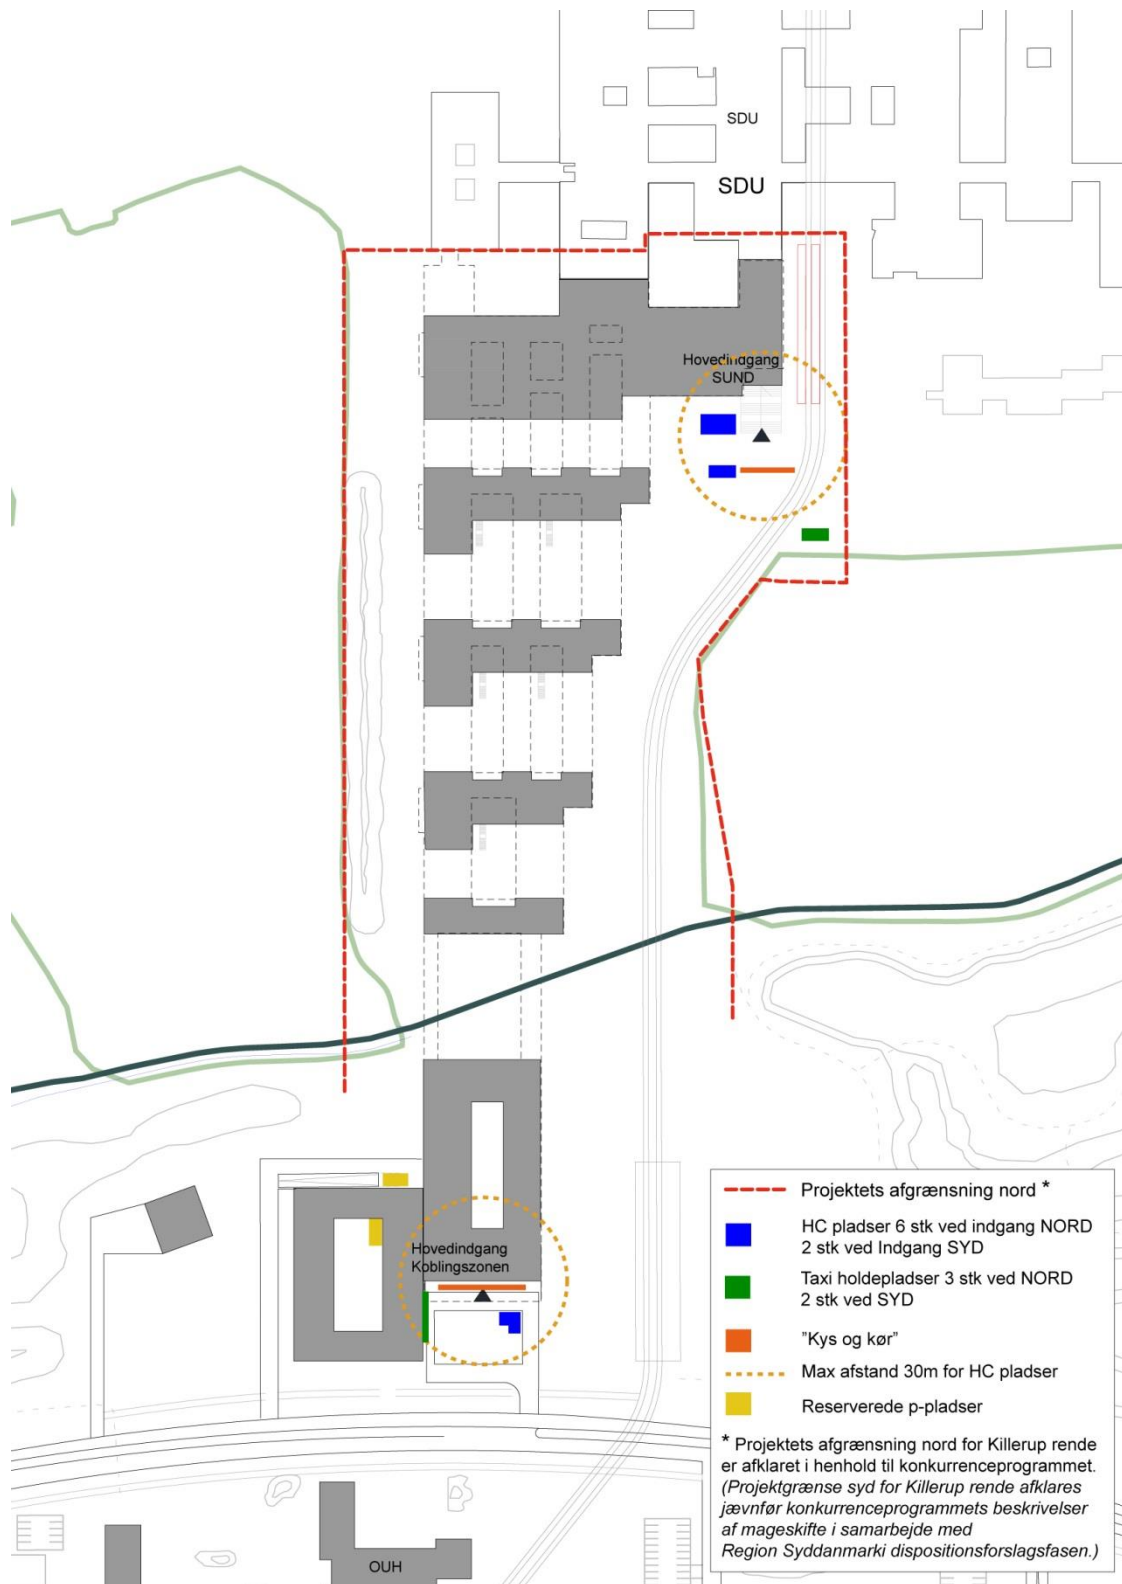 SDU
SDU
Hovedindgang
SUND
Hovedindgang
Koblingszonen
Projektets afgrænsning nord *
HC pladser 6 stk ved indgang NORD
2 stk ved Indgang SYD
Taxi holdepladser 3 stk ved NORD
2 stk ved SYD
"Kys og kør"
Max afstand 30m for HC pladser
Reserverede p-pladser
* Projektets afgrænsning nord for Killerup rende
er afklaret i henhold til konkurrenceprogrammet.
(Projektgrænse syd for Killerup rende afklares
jævnfør konkurrenceprogrammets beskrivelser
af mageskifte i samarbejde med
Region Syddanmarki dispositionsforslagsfasen.)
OUH